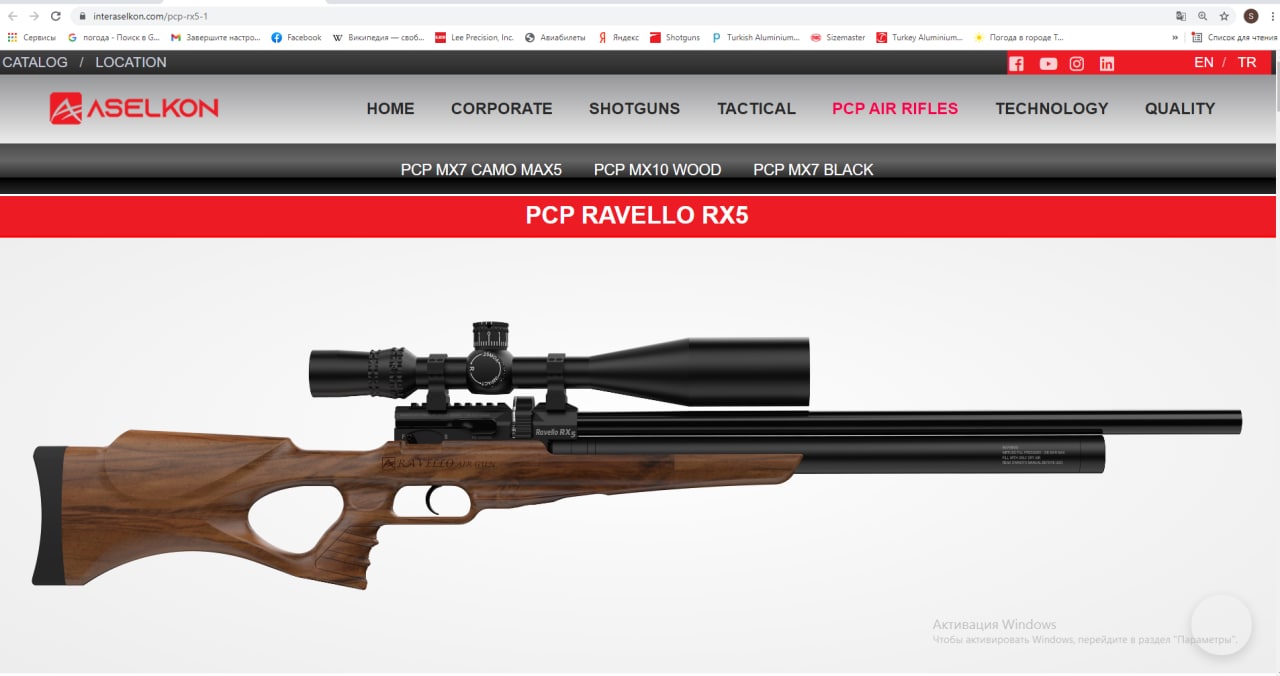 interaselkon.com/pcp-rx5-1
S
Сервисы погода - Поиск в G... Завершите настро... Facebook Википедия — своб... Lee Precision, Inc. Авиабилеты Яндекс Shotguns Turkish Aluminium... Sizemaster Turkey Aluminium... Погода в городе Т... » Список для чтения
CATALOG / LOCATION EN / TR
ASELKON HOME CORPORATE SHOTGUNS TACTICAL PCP AIR RIFLES TECHNOLOGY QUALITY
PCP MX7 CAMO MAX5 PCP MX10 WOOD PCP MX7 BLACK
PCP RAVELLO RX5
Ravello RX5
RAVELLO AIR GUN
Активация Windows
Чтобы активировать Windows, перейдите в раздел "Параметры".